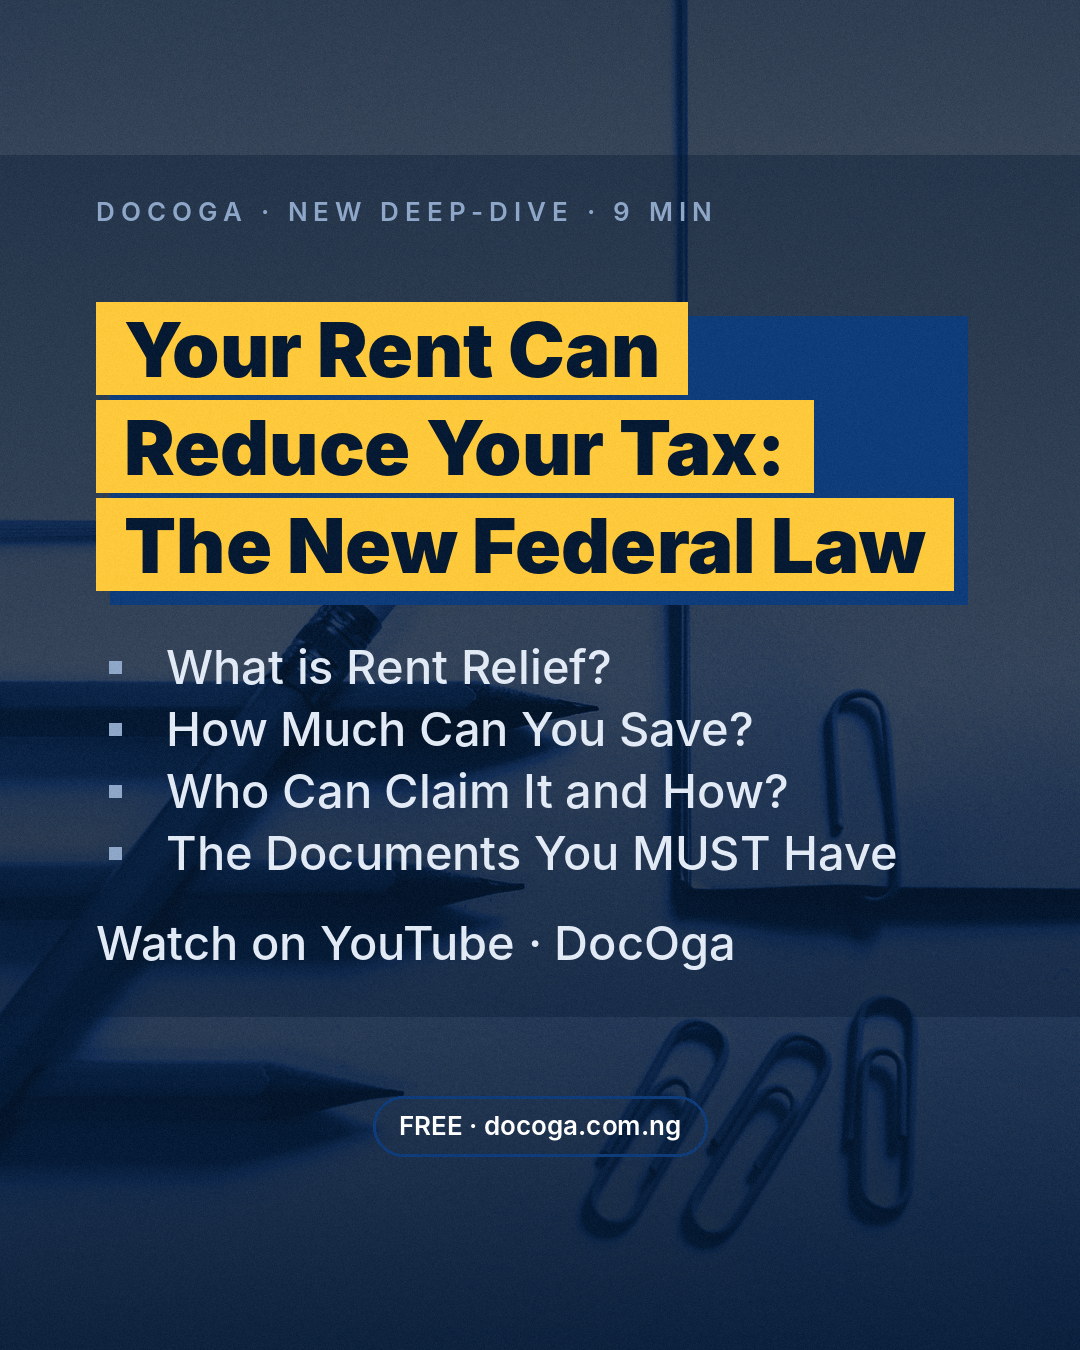 DOCOGA · NEW DEEP-DIVE · 9 MIN
Your Rent Can
Reduce Your Tax:
The New Federal Law
▪ What is Rent Relief?
▪ How Much Can You Save?
▪ Who Can Claim It and How?
▪ The Documents You MUST Have
Watch on YouTube · DocOga
FREE · docoga.com.ng